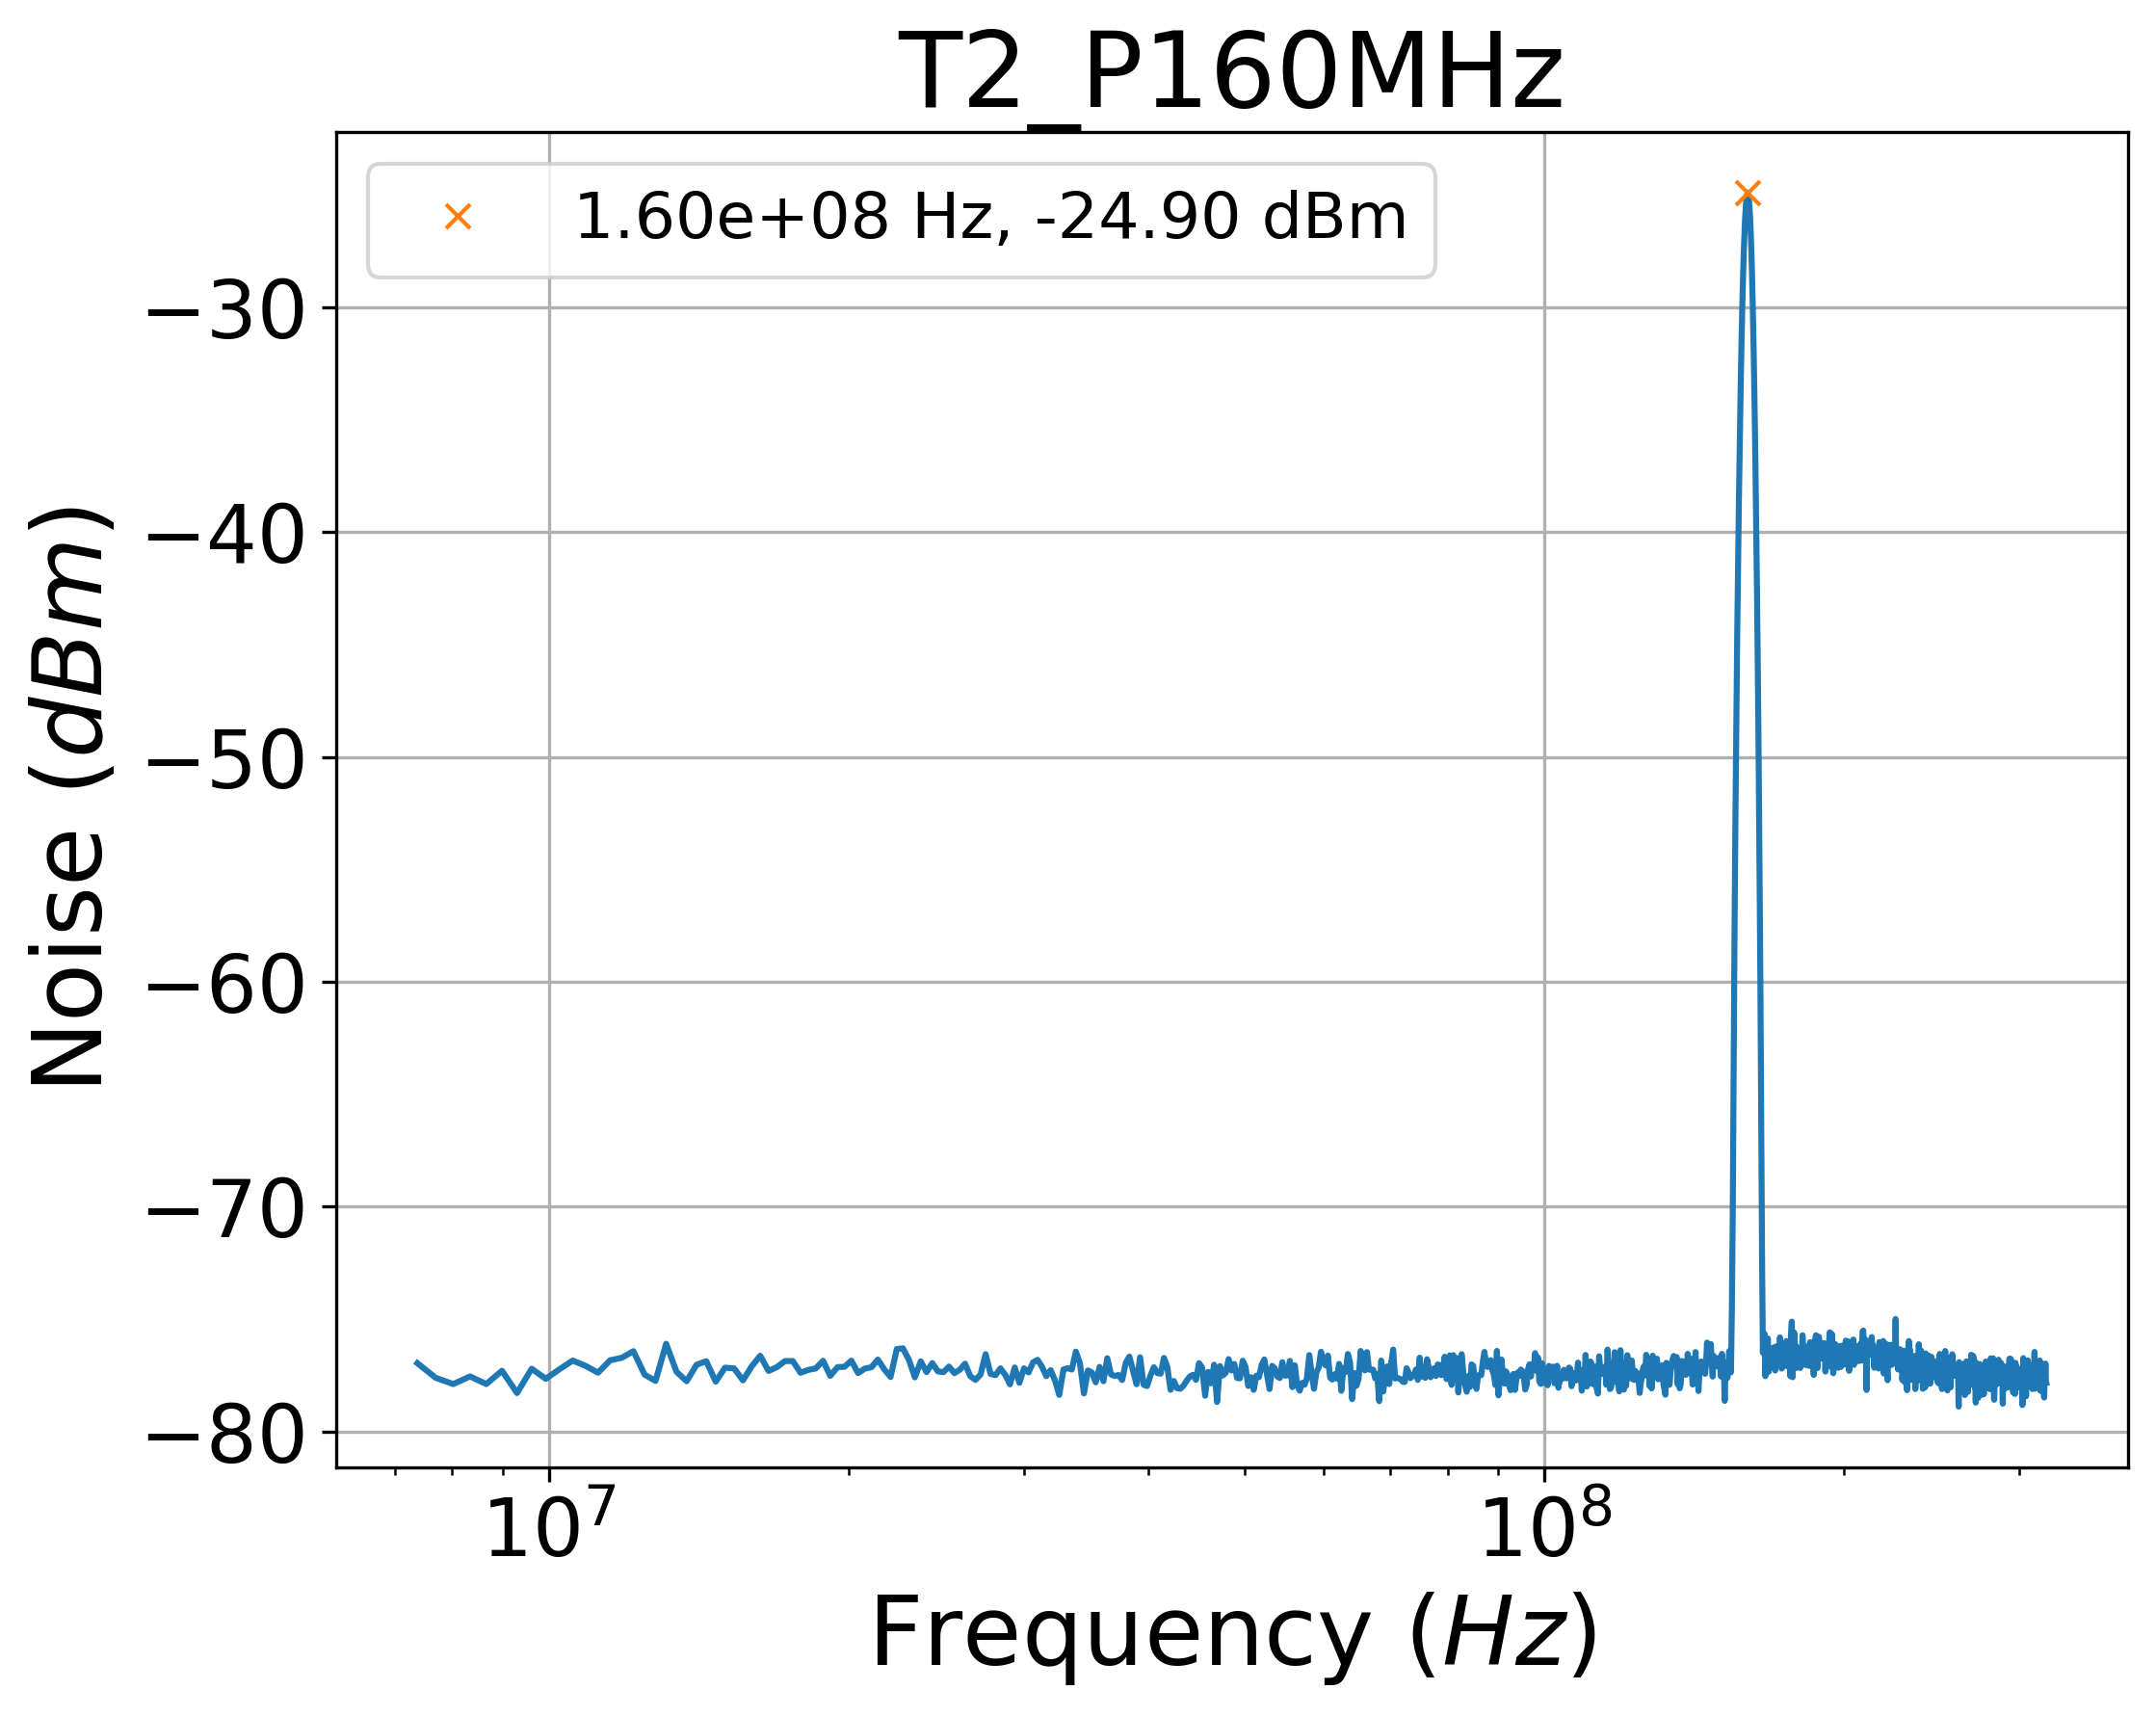 T2_P160MHz
1.60e+08 Hz, -24.90 dBm
−30
−40
−50
−60
−70
−80
Noise (dBm)
10⁷
10⁸
Frequency (Hz)